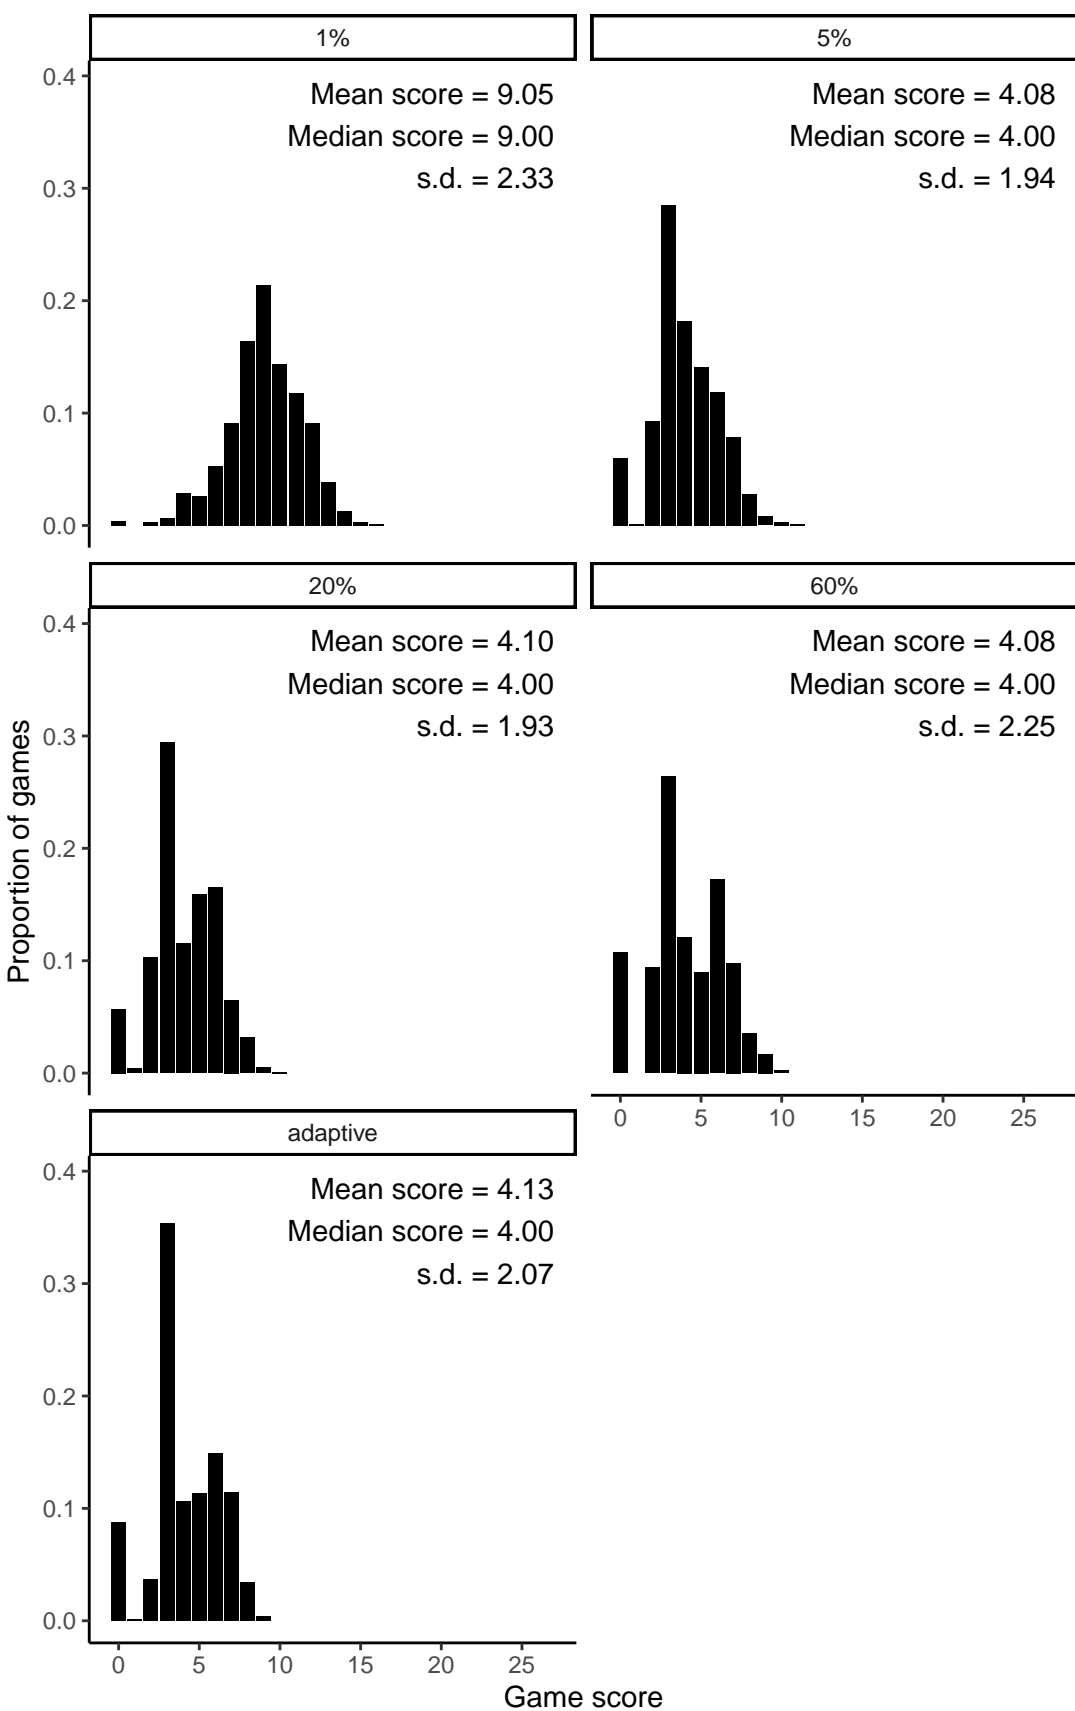 1%
5%
0.4
Mean score = 9.05
Mean score = 4.08
Median score = 9.00
Median score = 4.00
s.d. = 2.33
s.d. = 1.94
0.3
0.2
0.1
0.0
20%
60%
0.4
Mean score = 4.10
Mean score = 4.08
Median score = 4.00
Median score = 4.00
s.d. = 1.93
s.d. = 2.25
0.3
0.2
0.1
0.0
Proportion of games
0 5 10 15 20 25
adaptive
0.4
Mean score = 4.13
Median score = 4.00
s.d. = 2.07
0.3
0.2
0.1
0.0
0 5 10 15 20 25
Game score